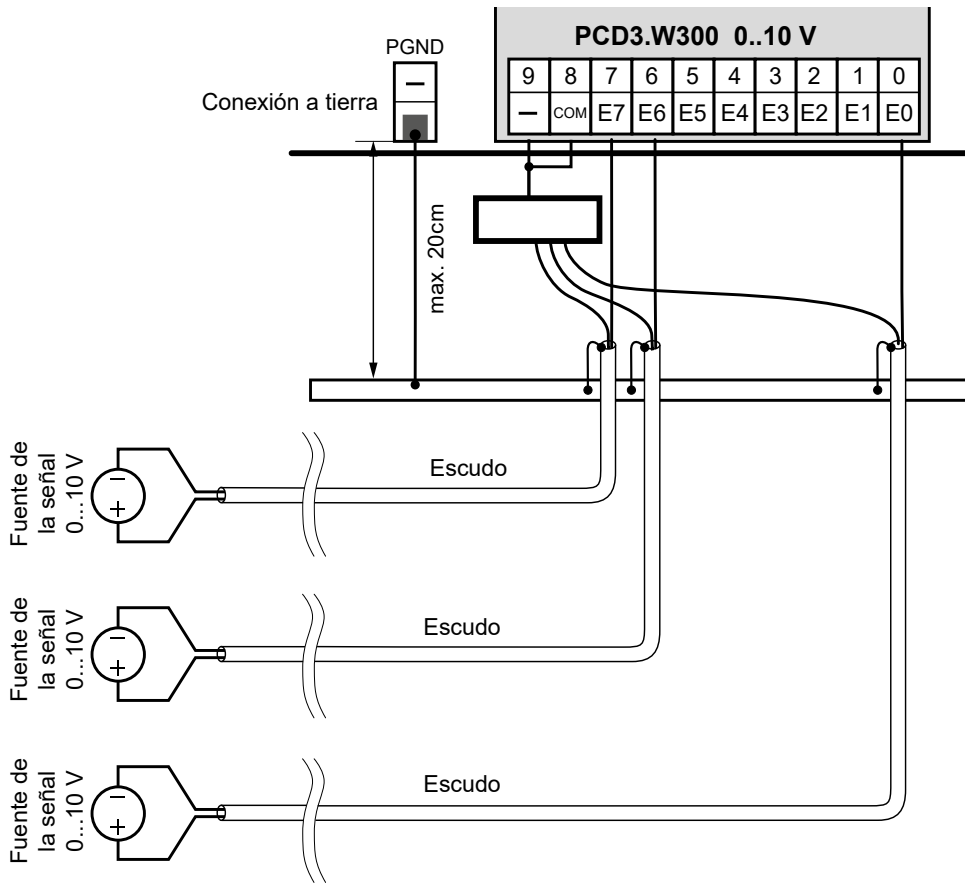 PCD3.W300 0..10 V
PGND
–
Conexión a tierra
9 8 7 6 5 4 3 2 1 0
– COM E7 E6 E5 E4 E3 E2 E1 E0
max. 20cm
Fuente de
la señal
0...10 V
–
+
Escudo
Fuente de
la señal
0...10 V
–
+
Escudo
Fuente de
la señal
0...10 V
–
+
Escudo